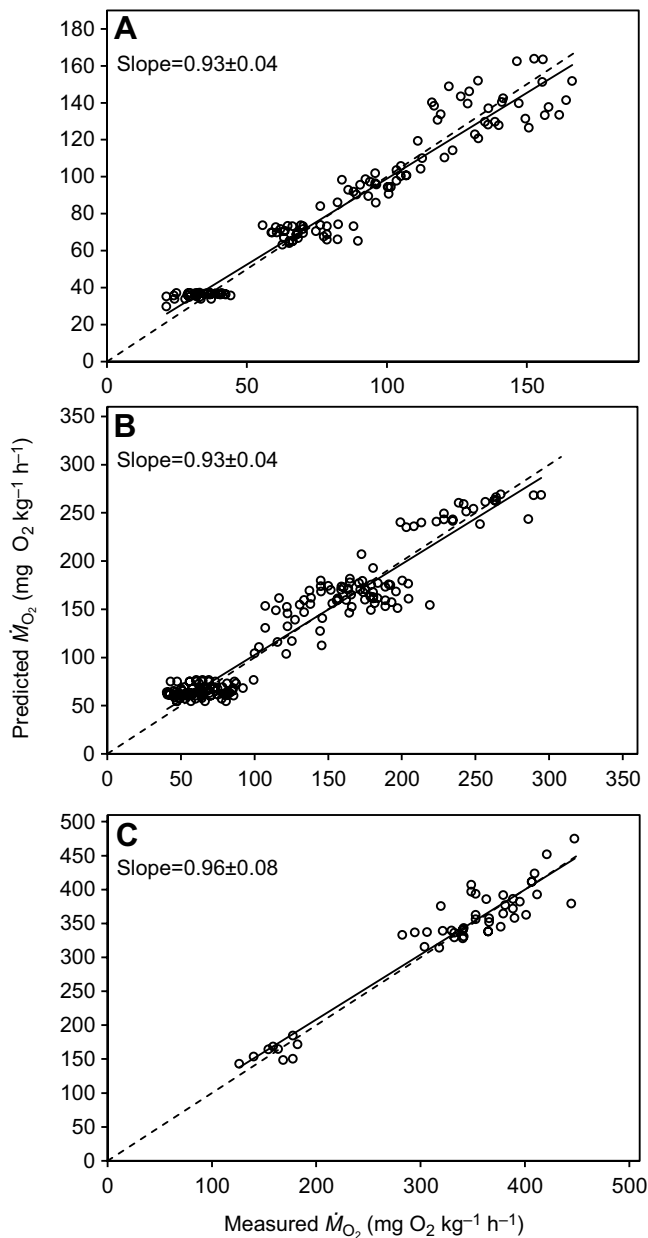 A
Slope=0.93±0.04
180
160
140
120
100
80
60
40
20
0
0 50 100 150
B
Slope=0.93±0.04
350
300
250
200
150
100
50
0
0 50 100 150 200 250 300 350
Predicted Ṁ_O₂ (mg O₂ kg⁻¹ h⁻¹)
C
Slope=0.96±0.08
500
450
400
350
300
250
200
150
100
50
0
0 100 200 300 400 500
Measured Ṁ_O₂ (mg O₂ kg⁻¹ h⁻¹)